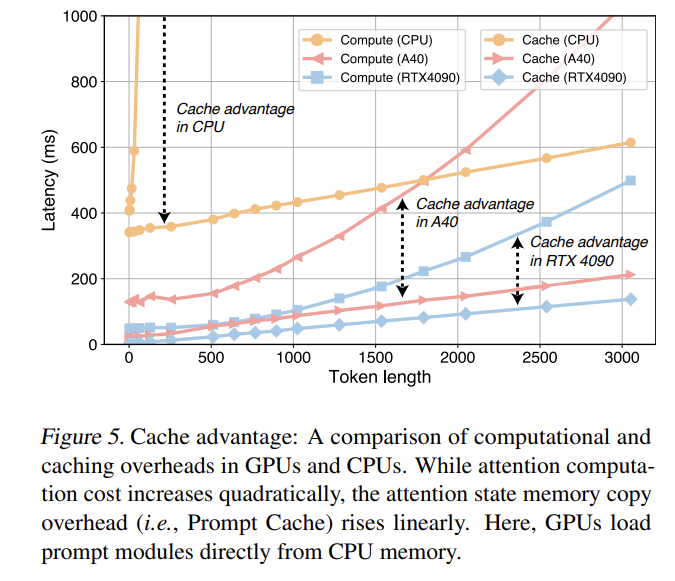 1000
800
600
400
200
0
Latency (ms)
Compute (CPU)
Compute (A40)
Compute (RTX4090)
Cache (CPU)
Cache (A40)
Cache (RTX4090)
Cache advantage
in CPU
Cache advantage
in A40
Cache advantage
in RTX 4090
0 500 1000 1500 2000 2500 3000
Token length
Figure 5. Cache advantage: A comparison of computational and
caching overheads in GPUs and CPUs. While attention computa-
tion cost increases quadratically, the attention state memory copy
overhead (i.e., Prompt Cache) rises linearly. Here, GPUs load
prompt modules directly from CPU memory.